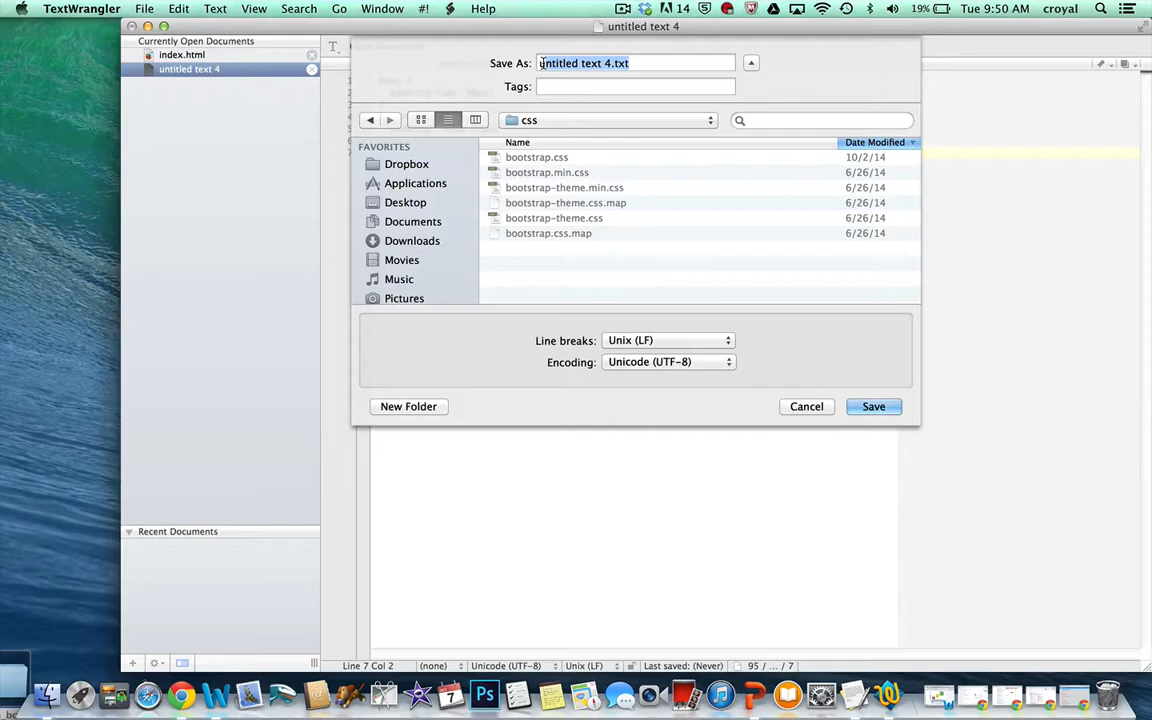 TextWrangler File Edit Text View Search Go Window #! Help 14 19% Tue 9:50 AM croyal
untitled text 4
Currently Open Documents
index.html
untitled text 4
Save As: untitled text 4.txt
Tags:
css
FAVORITES
Dropbox
Applications
Desktop
Documents
Downloads
Movies
Music
Pictures
Name Date Modified
bootstrap.css 10/2/14
bootstrap.min.css 6/26/14
bootstrap-theme.min.css 6/26/14
bootstrap-theme.css.map 6/26/14
bootstrap-theme.css 6/26/14
bootstrap.css.map 6/26/14
Line breaks: Unix (LF)
Encoding: Unicode (UTF-8)
New Folder Cancel Save
Recent Documents
Line 7 Col 2 (none) Unicode (UTF-8) Unix (LF) Last saved: (Never) 95 / ... / 7